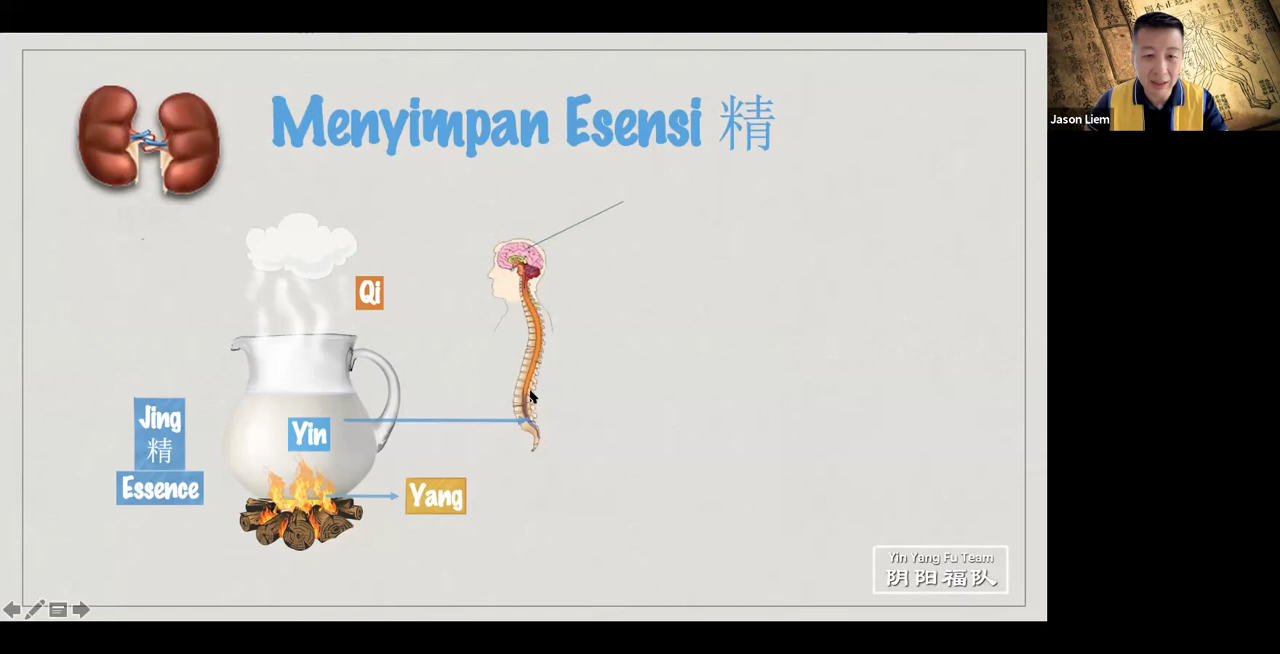 Menyimpan Esensi 精
Jason Liem
Qi
Jing
精
Essence
Yin
Yang
Yin Yang Fu Team
阴阳福队